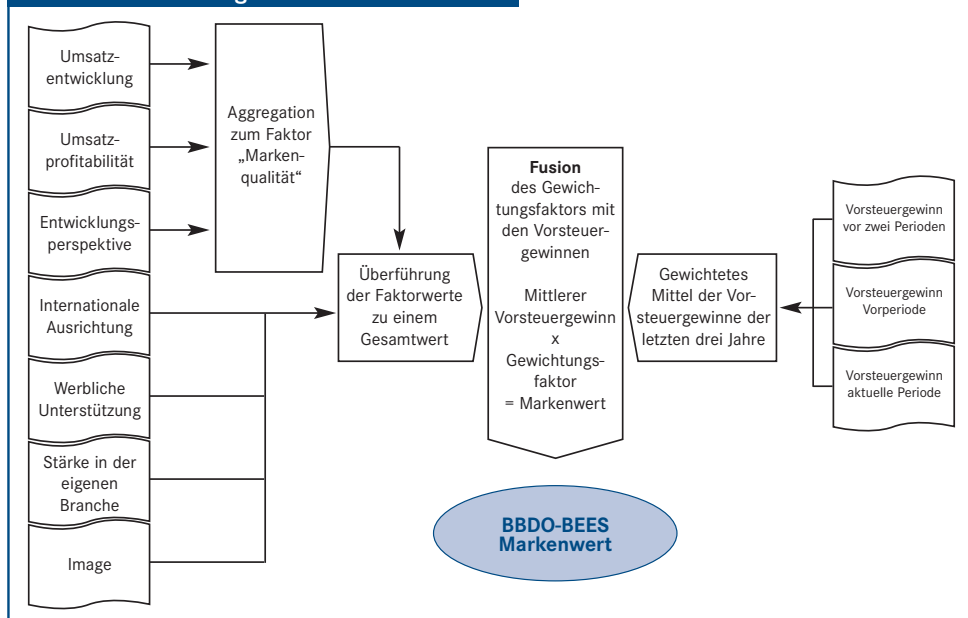 Umsatz-
entwicklung
Umsatz-
profitabilität
Entwicklungs-
perspektive
Internationale
Ausrichtung
Werbliche
Unterstützung
Stärke in der
eigenen
Branche
Image
Aggregation
zum Faktor
„Marken-
qualität“
Überführung
der Faktorwerte
zu einem
Gesamtwert
Fusion
des Gewich-
tungsfaktors mit
den Vorsteuer-
gewinnen
Mittlerer
Vorsteuergewinn
x
Gewichtungs-
faktor
= Markenwert
Gewichtetes
Mittel der Vor-
steuergewinne der
letzten drei Jahre
Vorsteuergewinn
vor zwei Perioden
Vorsteuergewinn
Vorperiode
Vorsteuergewinn
aktuelle Periode
BBDO-BEES
Markenwert